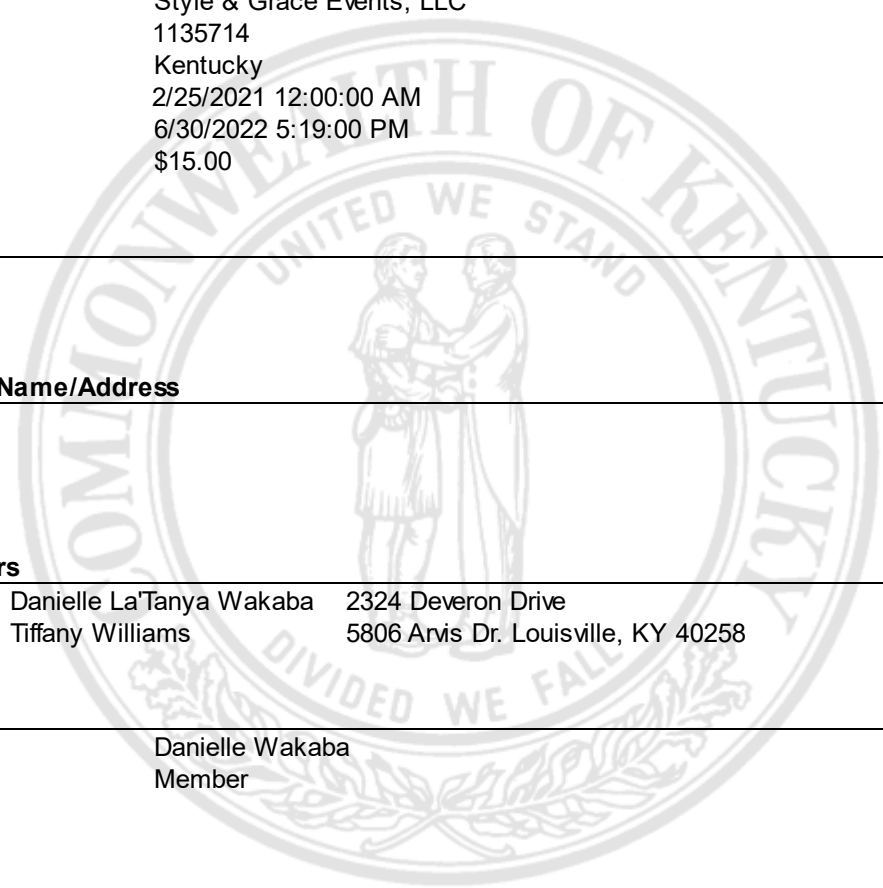 Style & Grace Events, LLC
1135714
Kentucky
2/25/2021 12:00:00 AM
6/30/2022 5:19:00 PM
$15.00
Name/Address
rs
Danielle La'Tanya Wakaba 2324 Deveron Drive
Tiffany Williams 5806 Arvis Dr. Louisville, KY 40258
Danielle Wakaba
Member
COMMONWEALTH OF KENTUCKY
UNITED WE STAND
DIVIDED WE FALL